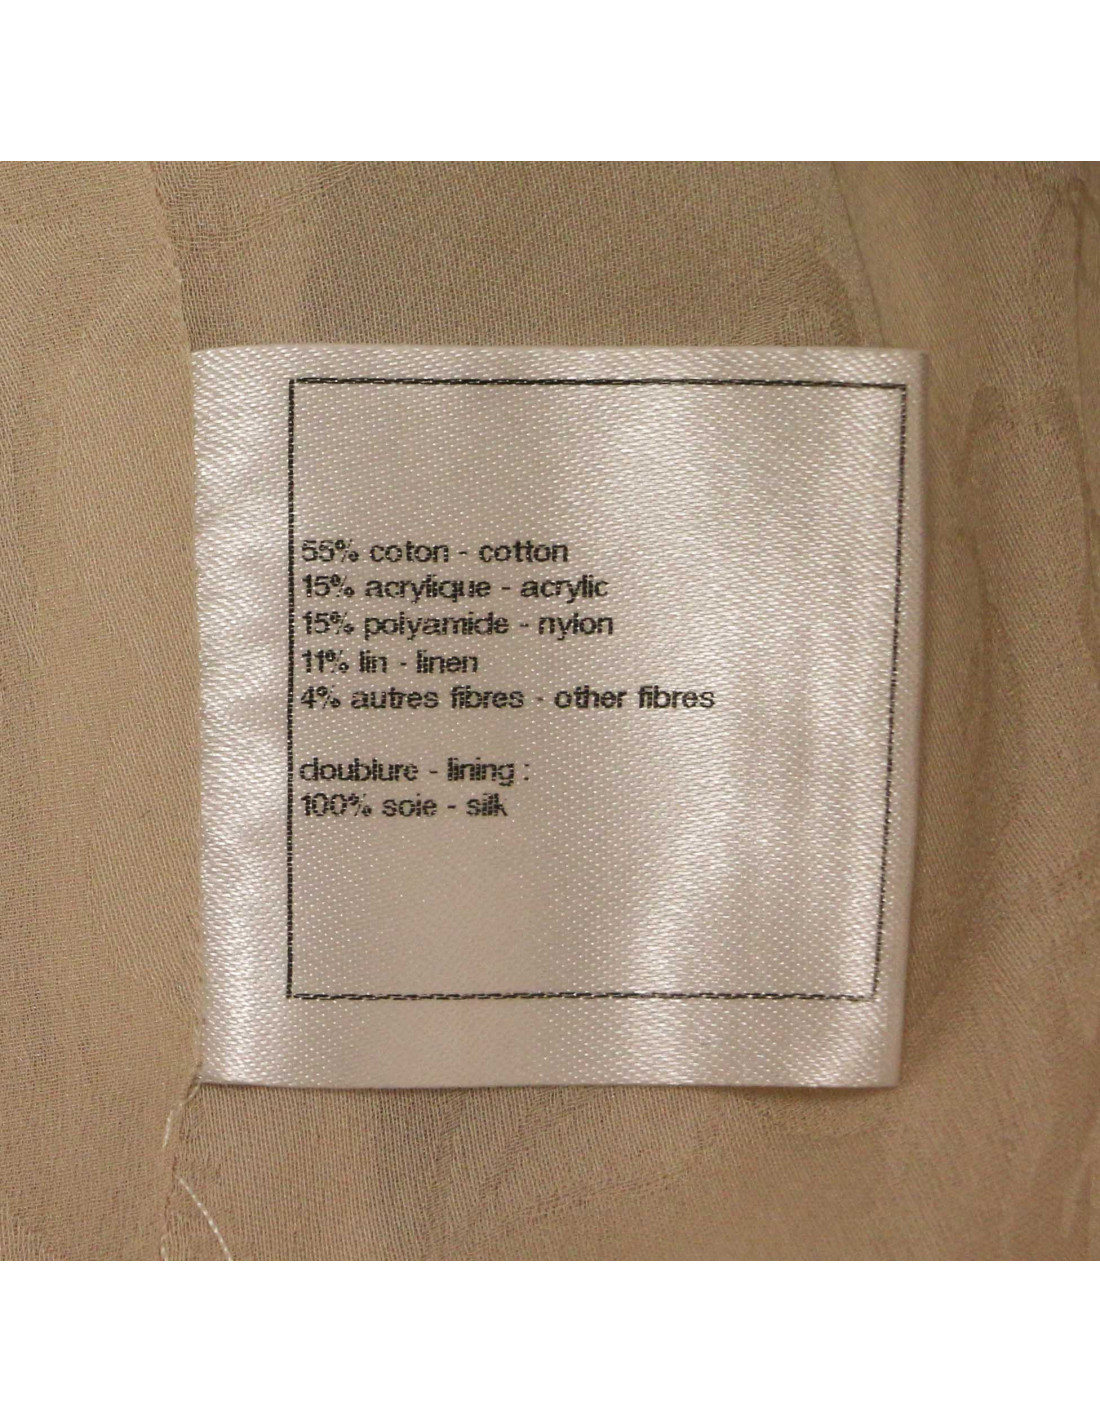 55% coton - cotton
15% acrylique - acrylic
15% polyamide - nylon
11% lin - linen
4% autres fibres - other fibres
doublure - lining :
100% soie - silk